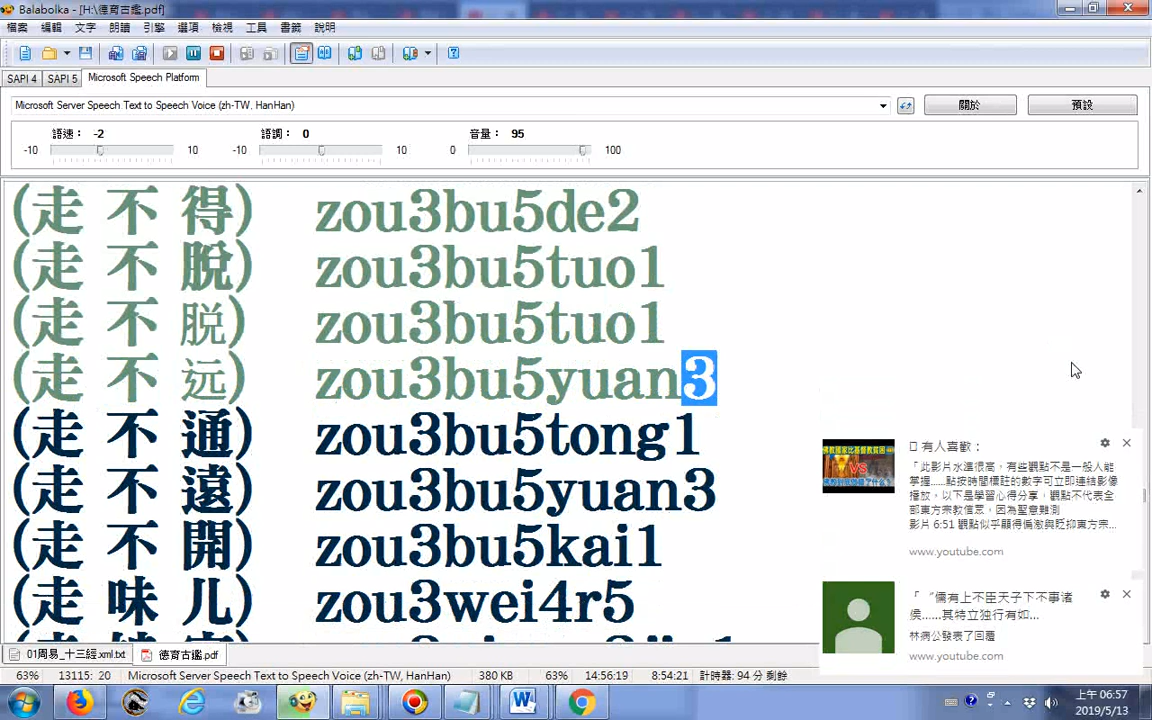 Balabolka - [H:\德育古鑑.pdf]
檔案 編輯 文字 朗讀 引擎 選項 檢視 工具 書籤 說明
SAPI 4 SAPI 5 Microsoft Speech Platform
Microsoft Server Speech Text to Speech Voice (zh-TW, HanHan) 關於 預設
語速： -2 語調： 0 音量： 95
-10 10 -10 10 0 100
(走 不 得) zou3bu5de2
(走 不 脫) zou3bu5tuo1
(走 不 脱) zou3bu5tuo1
(走 不 远) zou3bu5yuan3
(走 不 通) zou3bu5tong1
(走 不 遠) zou3bu5yuan3
(走 不 開) zou3bu5kai1
(走 味 儿) zou3wei4r5
有人喜歡：
「此影片水準很高，有些觀點不是一般人能
掌握......點按時間標註的數字可立即連結影像
播放，以下是學習心得分享，觀點不代表全
部東方宗教信眾，因為聖意難測
影片 6:51 觀點似乎顯得偏激與貶抑東方宗...
www.youtube.com
「“儒有上不臣天子下不事诸
侯......其特立独行有如...
林炳公發表了回覆
www.youtube.com
01周易_十三經.xml.txt 德育古鑑.pdf
63% 13115: 20 Microsoft Server Speech Text to Speech Voice (zh-TW, HanHan) 380 KB 63% 14:56:19 8:54:21 計時器: 94 分 剩餘
上午 06:57
2019/5/13